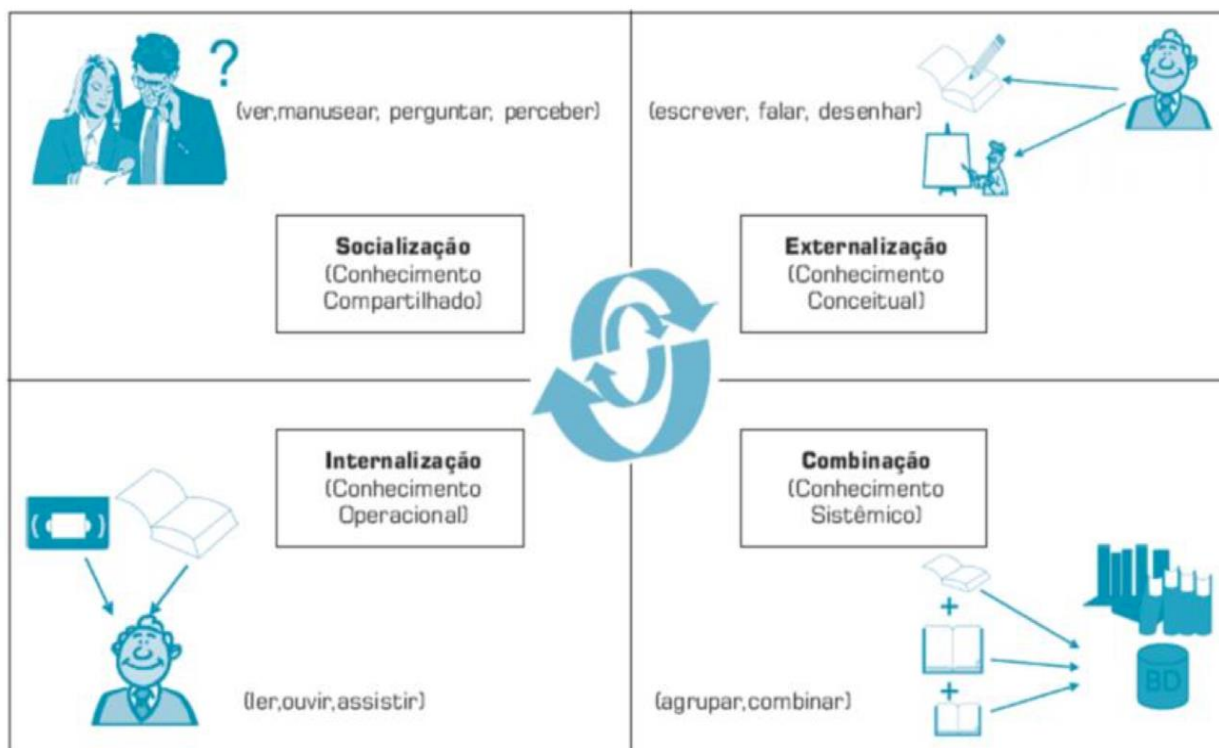 ?
(ver,manusear, perguntar, perceber)
Socialização
(Conhecimento
Compartilhado)
(escrever, falar, desenhar)
Externalização
(Conhecimento
Conceitual)
Internalização
(Conhecimento
Operacional)
(ler,ouvir,assistir)
Combinação
(Conhecimento
Sistêmico)
+
+
BD
(agrupar,combinar)